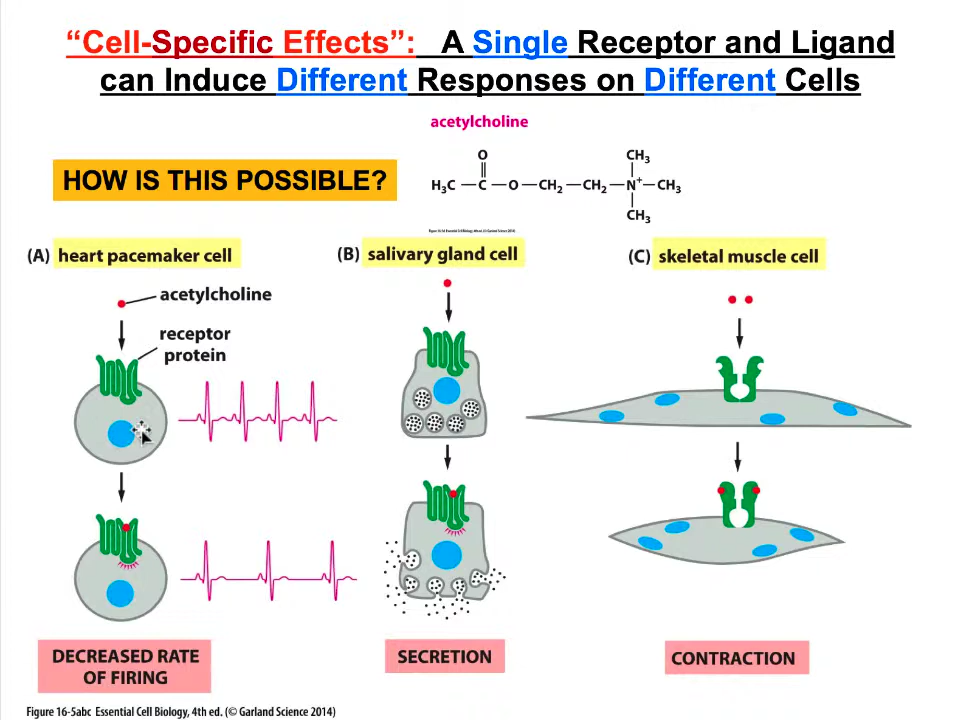 “Cell-Specific Effects”: A Single Receptor and Ligand
can Induce Different Responses on Different Cells
acetylcholine
HOW IS THIS POSSIBLE?
O
CH3
H3C—C—O—CH2—CH2—N+—CH3
CH3
(A) heart pacemaker cell
(B) salivary gland cell
(C) skeletal muscle cell
acetylcholine
receptor
protein
DECREASED RATE
OF FIRING
SECRETION
CONTRACTION
Figure 16-5abc Essential Cell Biology, 4th ed. (© Garland Science 2014)